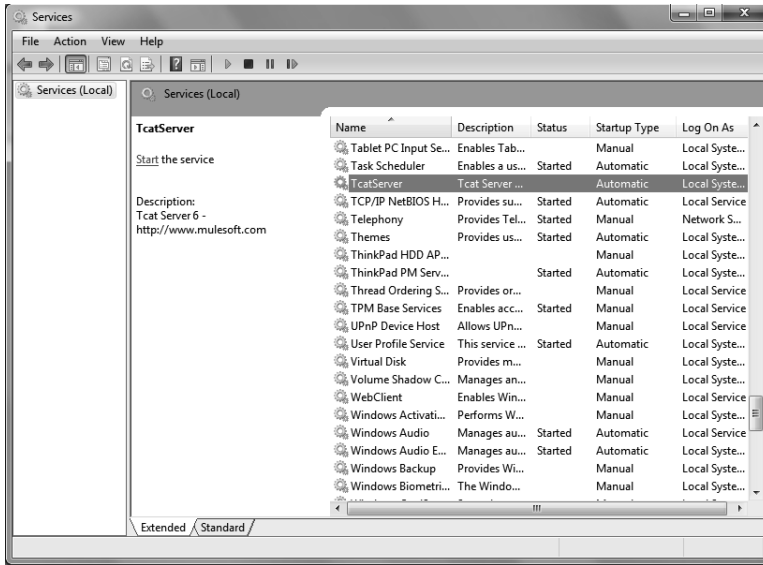 Services
File Action View Help
Services (Local)
Services (Local)
TcatServer
Start the service
Description:
Tcat Server 6 -
http://www.mulesoft.com
Name Description Status Startup Type Log On As
Tablet PC Input Se... Enables Tab... Manual Local Syste...
Task Scheduler Enables a us... Started Automatic Local Syste...
TcatServer Tcat Server ... Automatic Local Syste...
TCP/IP NetBIOS H... Provides su... Started Automatic Local Service
Telephony Provides Tel... Started Manual Network S...
Themes Provides us... Started Automatic Local Syste...
ThinkPad HDD AP... Manual Local Syste...
ThinkPad PM Serv... Started Automatic Local Syste...
Thread Ordering S... Provides or... Manual Local Service
TPM Base Services Enables acc... Started Manual Local Service
UPnP Device Host Allows UPn... Manual Local Service
User Profile Service This service ... Started Automatic Local Syste...
Virtual Disk Provides m... Manual Local Syste...
Volume Shadow C... Manages an... Manual Local Syste...
WebClient Enables Win... Manual Local Service
Windows Activati... Performs W... Manual Local Syste...
Windows Audio Manages au... Started Automatic Local Service
Windows Audio E... Manages au... Started Automatic Local Syste...
Windows Backup Provides Wi... Manual Local Syste...
Windows Biometri... The Windo... Manual Local Syste...
Extended Standard